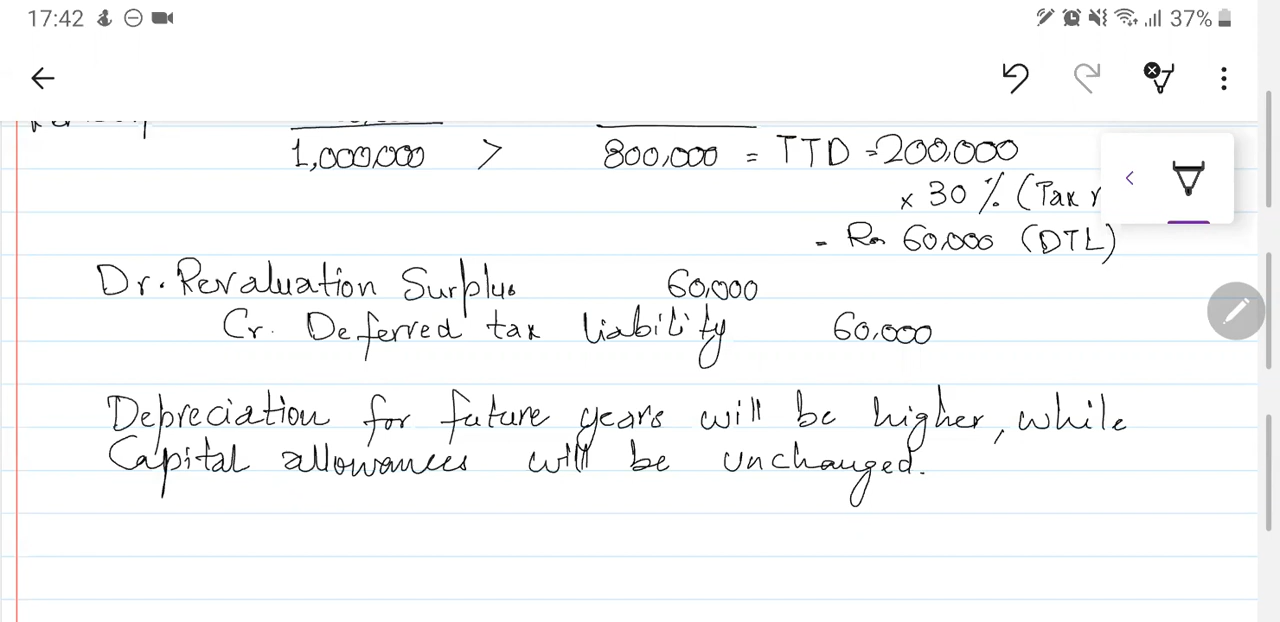 17:42 37%
1,000,000 > 800,000 = TTD = 200,000
x 30 % (Tax
= Rs 60,000 (DTL)
Dr. Revaluation Surplus 60,000
Cr. Deferred tax liability 60,000
Depreciation for future years will be higher, while
Capital allowances will be unchanged.